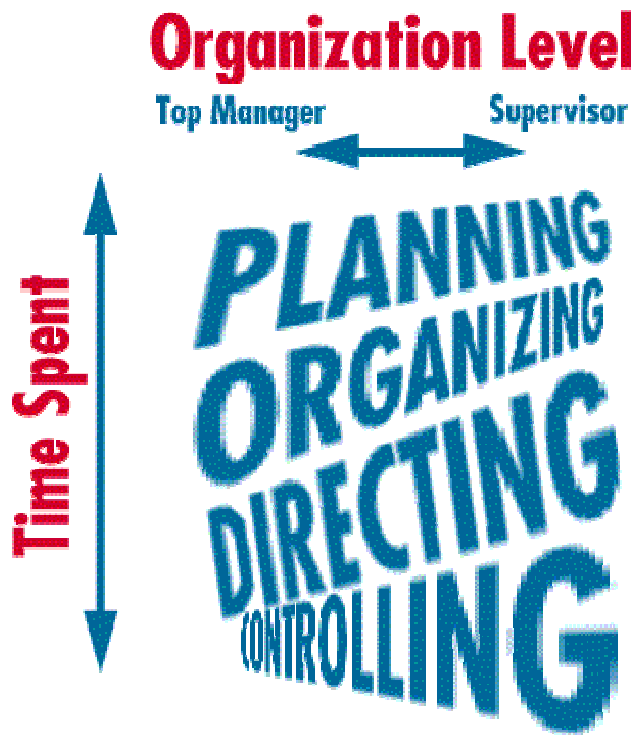 Organization Level
Top Manager Supervisor
Time Spent
PLANNING
ORGANIZING
DIRECTING
CONTROLLING